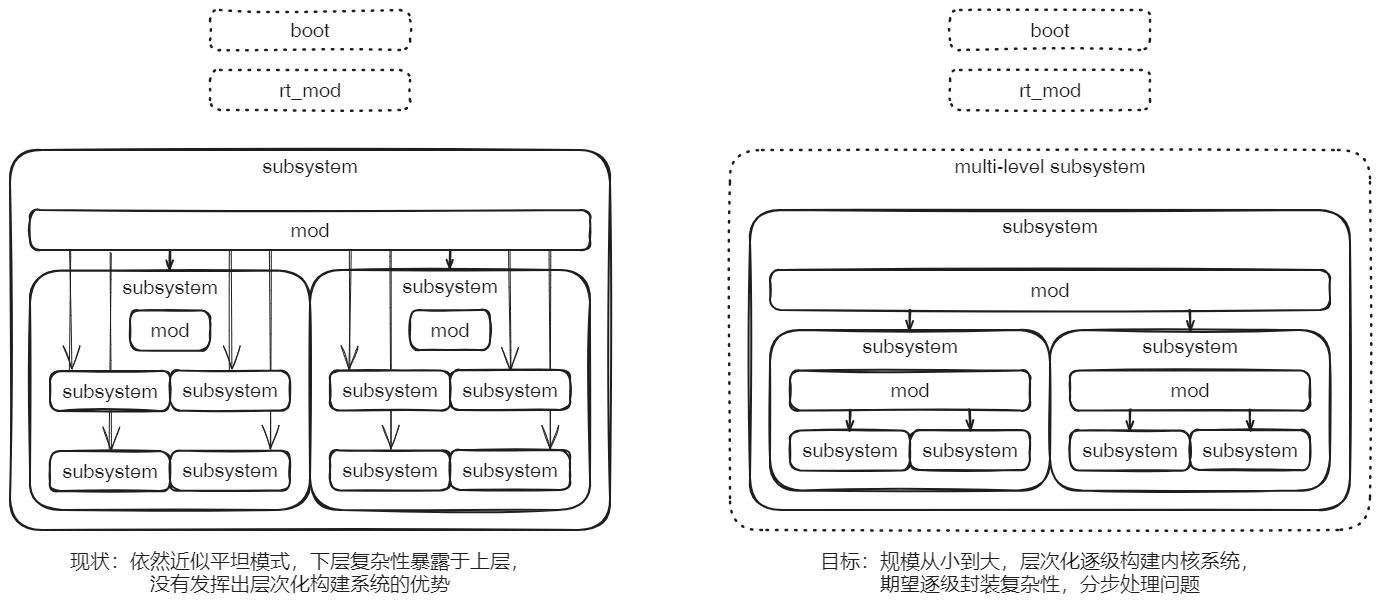 boot
rt_mod
subsystem
mod
subsystem
subsystem
mod
mod
subsystem
subsystem
subsystem
subsystem
subsystem
subsystem
subsystem
subsystem
现状：依然近似平坦模式，下层复杂性暴露于上层，
没有发挥出层次化构建系统的优势
boot
rt_mod
multi-level subsystem
subsystem
mod
subsystem
subsystem
mod
mod
subsystem
subsystem
subsystem
subsystem
目标：规模从小到大，层次化逐级构建内核系统，
期望逐级封装复杂性，分步处理问题